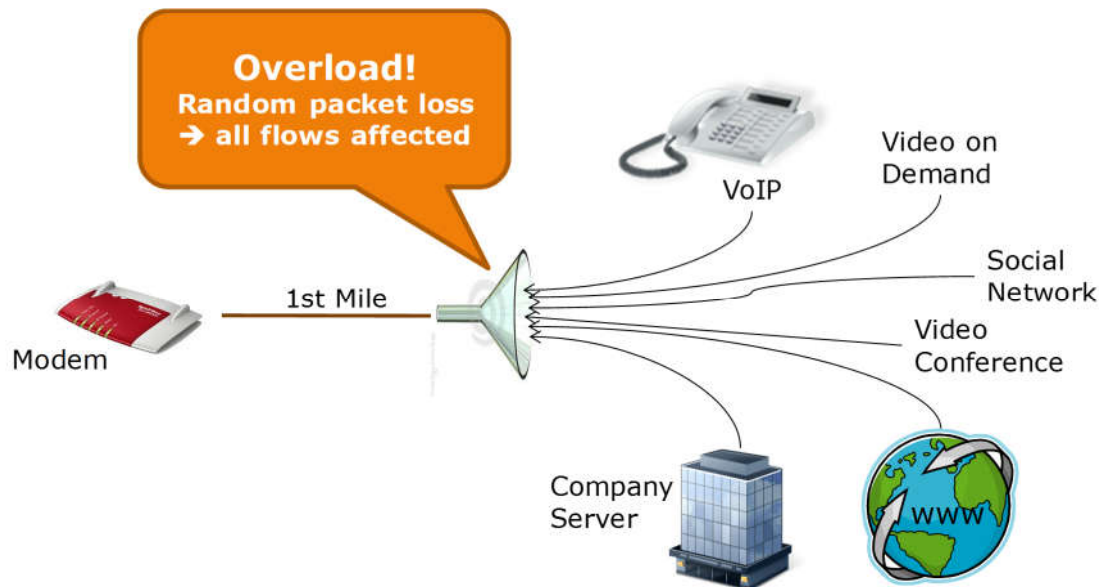 Overload!
Random packet loss
→ all flows affected
VoIP
Video on
Demand
Social
Network
1st Mile
Modem
Video
Conference
Company
Server
www